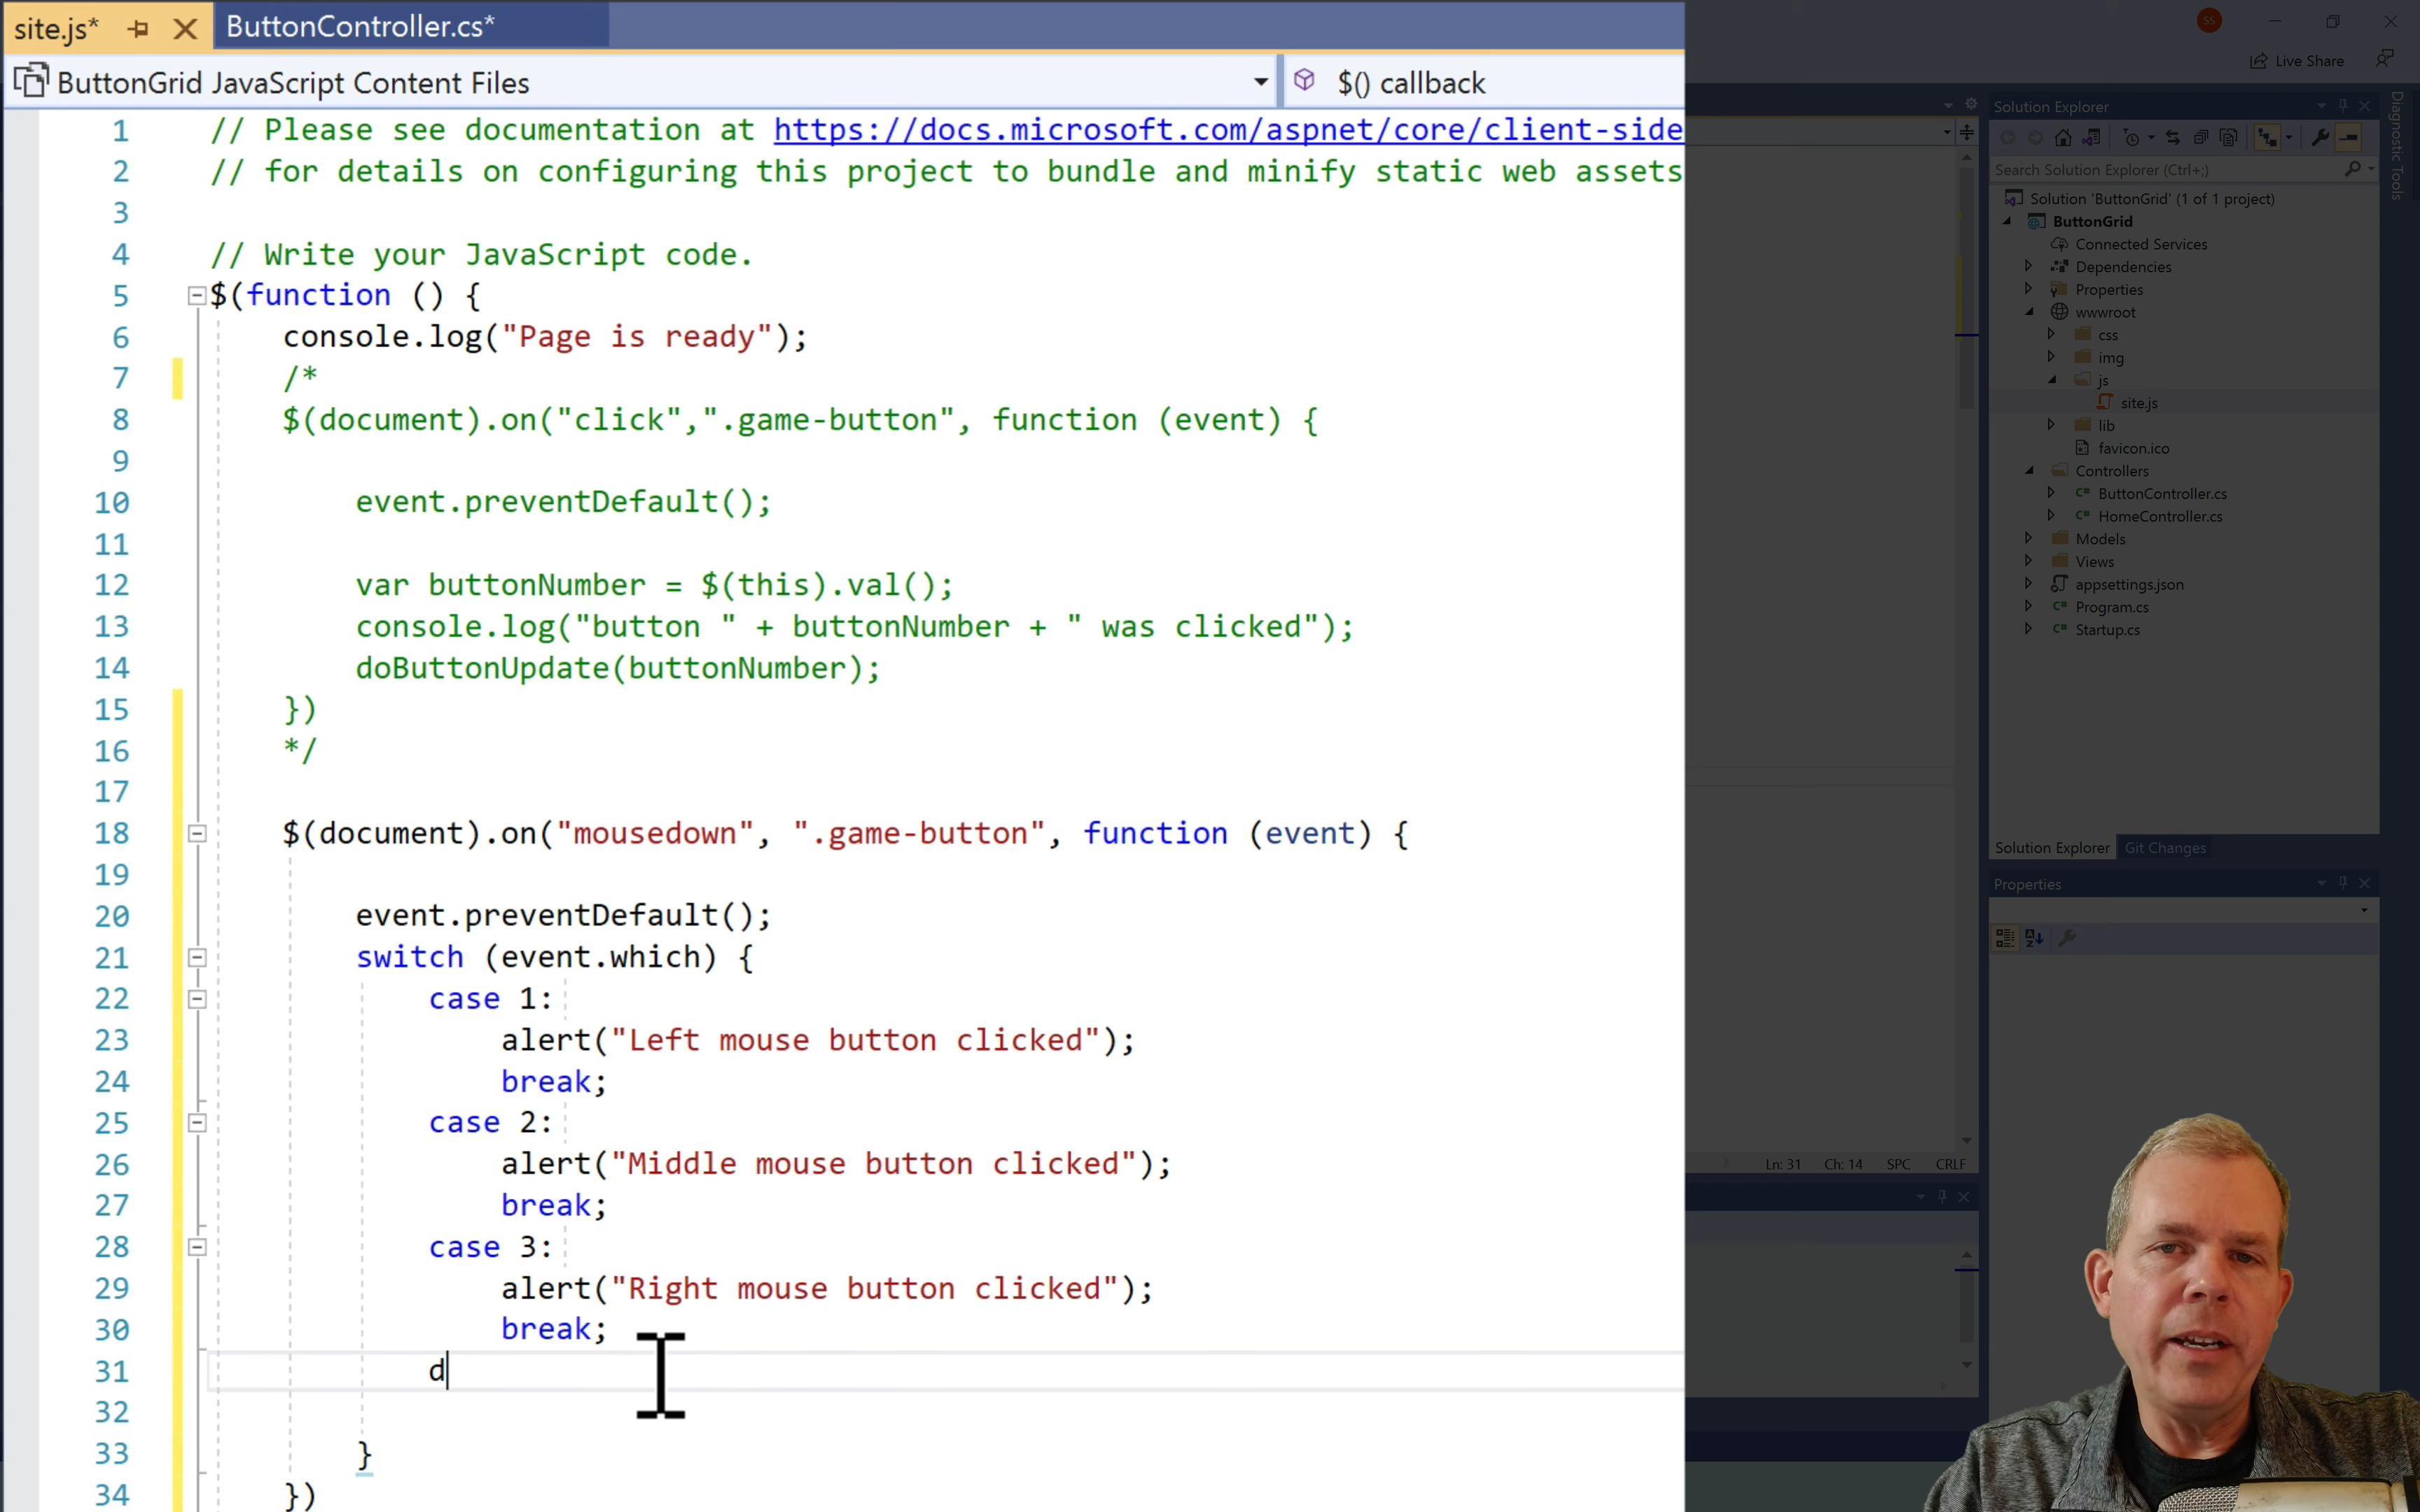 site.js*
ButtonController.cs*
ButtonGrid JavaScript Content Files
$() callback
1 // Please see documentation at https://docs.microsoft.com/aspnet/core/client-side
2 // for details on configuring this project to bundle and minify static web assets
3
4 // Write your JavaScript code.
5 $(function () {
6 console.log("Page is ready");
7 /*
8 $(document).on("click",".game-button", function (event) {
9
10 event.preventDefault();
11
12 var buttonNumber = $(this).val();
13 console.log("button " + buttonNumber + " was clicked");
14 doButtonUpdate(buttonNumber);
15 })
16 */
17
18 $(document).on("mousedown", ".game-button", function (event) {
19
20 event.preventDefault();
21 switch (event.which) {
22 case 1:
23 alert("Left mouse button clicked");
24 break;
25 case 2:
26 alert("Middle mouse button clicked");
27 break;
28 case 3:
29 alert("Right mouse button clicked");
30 break;
31 d
32
33 }
34 })
SS
Live Share
Solution Explorer
Search Solution Explorer (Ctrl+;)
Solution 'ButtonGrid' (1 of 1 project)
ButtonGrid
Connected Services
Dependencies
Properties
wwwroot
css
img
js
site.js
lib
favicon.ico
Controllers
C# ButtonController.cs
C# HomeController.cs
Models
Views
appsettings.json
C# Program.cs
C# Startup.cs
Solution Explorer
Git Changes
Properties
Diagnostic Tools
Ln: 31 Ch: 14 SPC CRLF